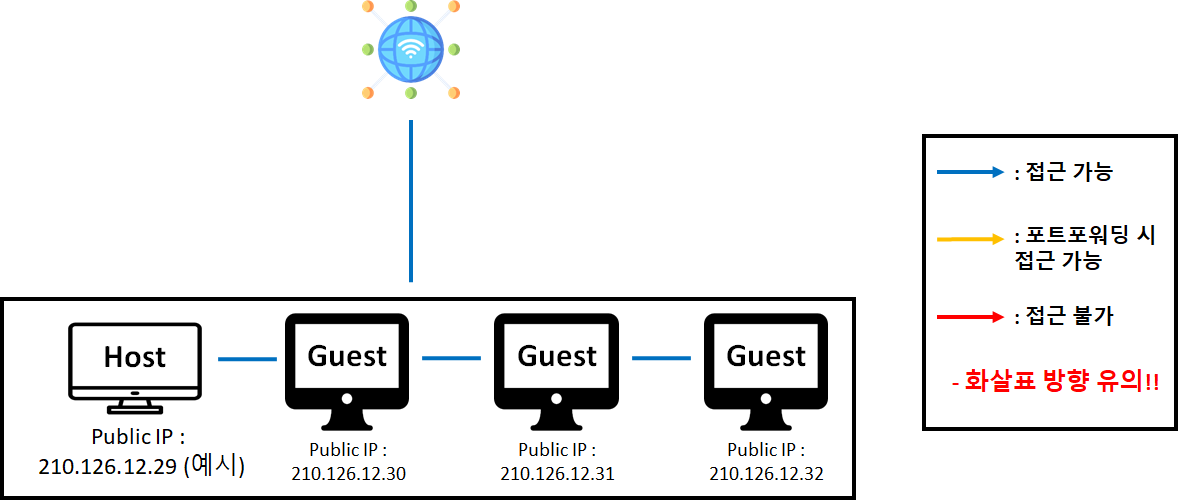 Host
Public IP :
210.126.12.29 (예시)
Guest
Public IP :
210.126.12.30
Guest
Public IP :
210.126.12.31
Guest
Public IP :
210.126.12.32
: 접근 가능
: 포트포워딩 시
접근 가능
: 접근 불가
- 화살표 방향 유의!!